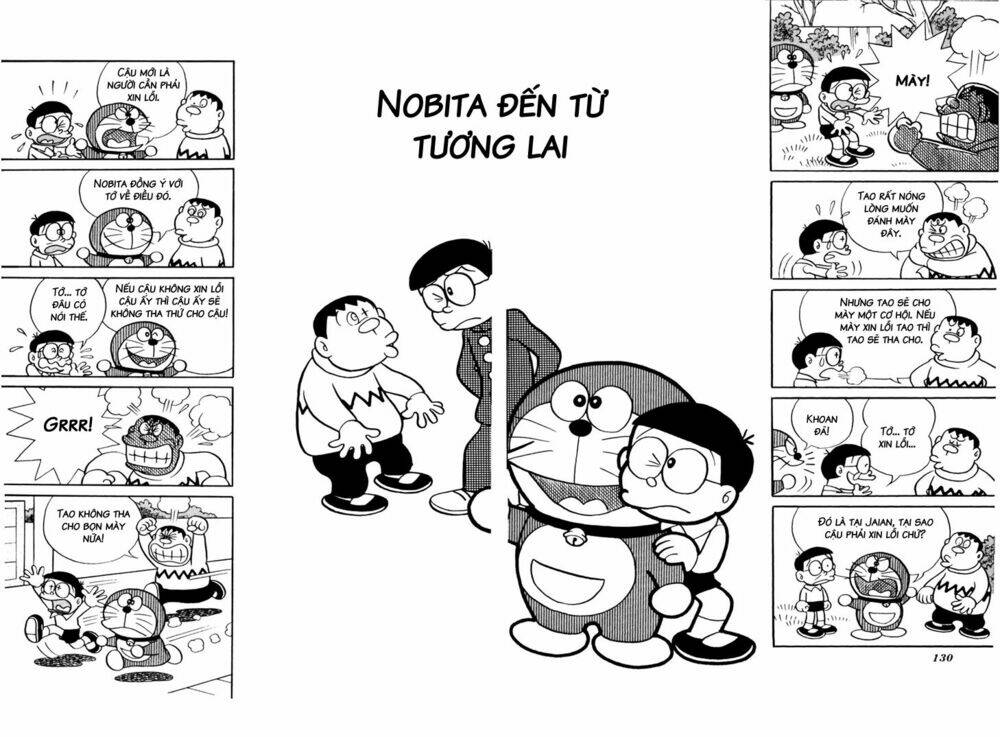 NOBITA ĐẾN TỪ
TƯƠNG LAI
MÀY!
TAO RẤT NÓNG
LÒNG MUỐN
ĐÁNH MÀY
ĐÂY.
NHƯNG TAO SẼ CHO
MÀY MỘT CƠ HỘI. NẾU
MÀY XIN LỖI TAO THÌ
TAO SẼ THA CHO.
TỚ... TỚ
XIN LỖI...
KHOAN
ĐÃ!
ĐÓ LÀ TẠI JAIAN, TẠI SAO
CẬU PHẢI XIN LỖI CHỨ?
130
CẬU MỚI LÀ
NGƯỜI CẦN PHẢI
XIN LỖI.
NOBITA ĐỒNG Ý VỚI
TỚ VỀ ĐIỀU ĐÓ.
NẾU CẬU KHÔNG XIN LỖI
CẬU ẤY THÌ CẬU ẤY SẼ
KHÔNG THA THỨ CHO CẬU!
TỚ... TỚ
ĐÂU CÓ
NÓI THẾ.
GRRR!
TAO KHÔNG THA
CHO BỌN MÀY
NỮA!